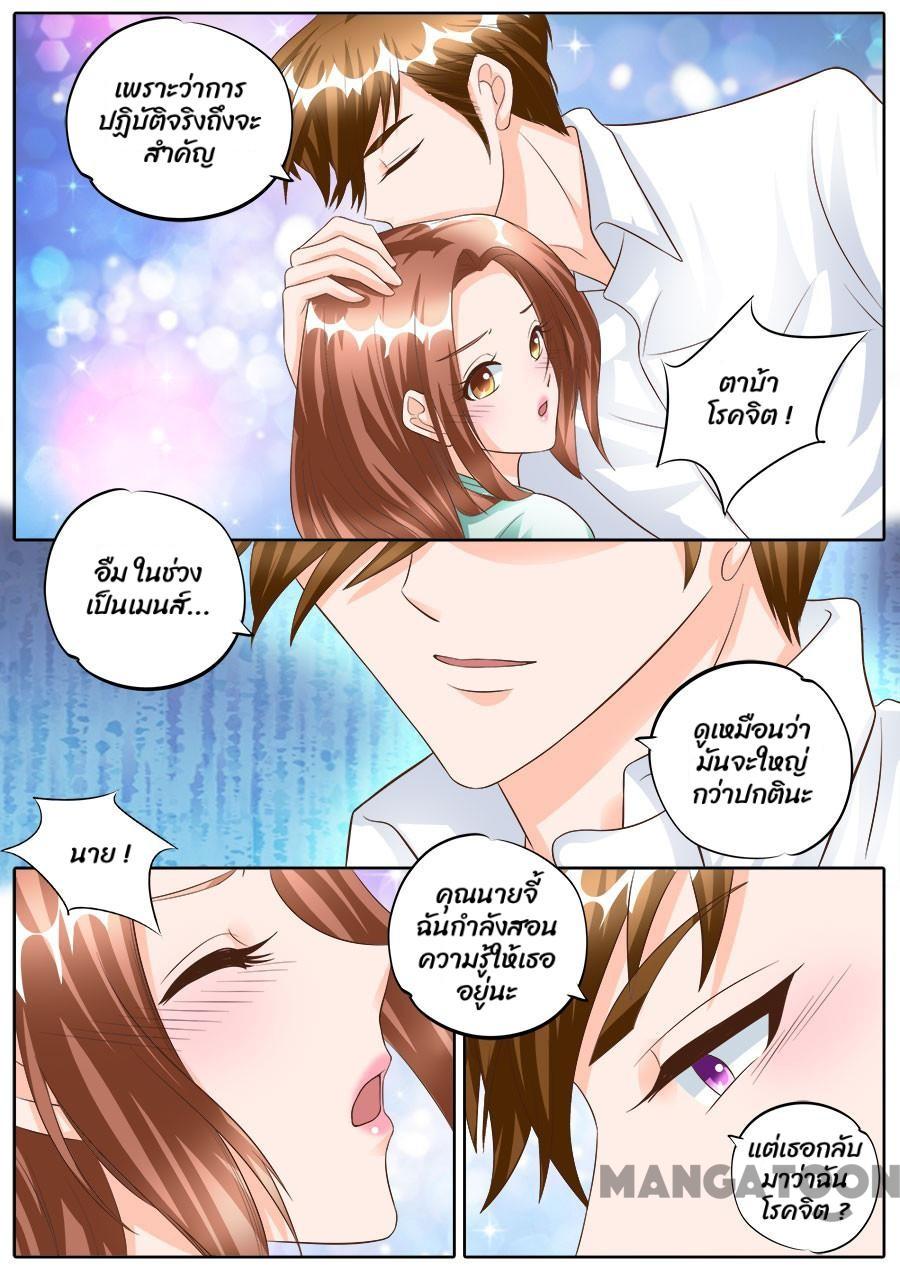 เพราะว่าการ
ปฏิบัติจริงถึงจะ
สำคัญ
ตาบ้า
โรคจิต !
อืม ในช่วง
เป็นเมนส์...
ดูเหมือนว่า
มันจะใหญ่
กว่าปกตินะ
นาย !
คุณนายจี้
ฉันกำลังสอน
ความรู้ให้เธอ
อยู่นะ
แต่เธอกลับ
มาว่าฉัน
โรคจิต ?
MANGATOON